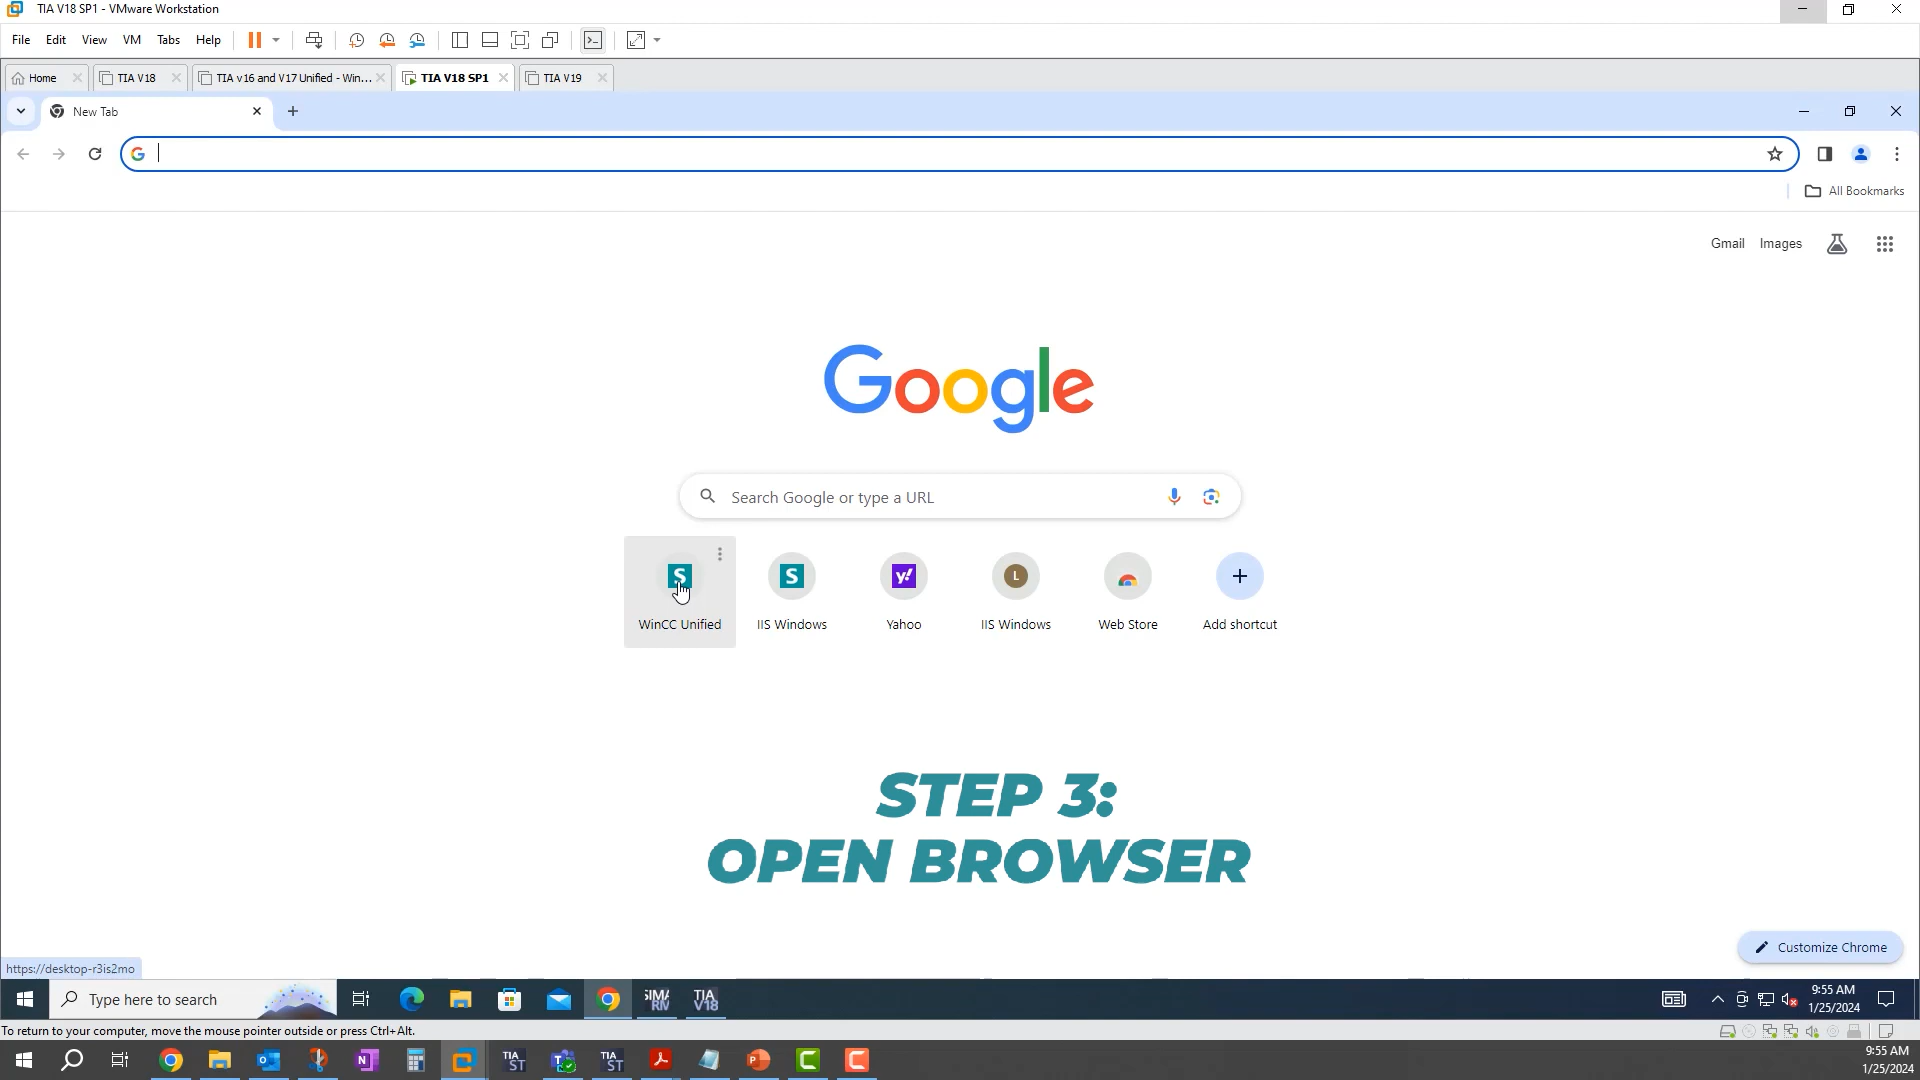 TIA V18 SP1 - VMware Workstation
File Edit View VM Tabs Help
Home TIA V18 TIA v16 and V17 Unified - Win... TIA V18 SP1 TIA V19
New Tab
All Bookmarks
Gmail Images
Google
Search Google or type a URL
WinCC Unified IIS Windows Yahoo IIS Windows Web Store Add shortcut
STEP 3:
OPEN BROWSER
Customize Chrome
https://desktop-r3is2mo
Type here to search
9:55 AM
1/25/2024
To return to your computer, move the mouse pointer outside or press Ctrl+Alt.
9:55 AM
1/25/2024